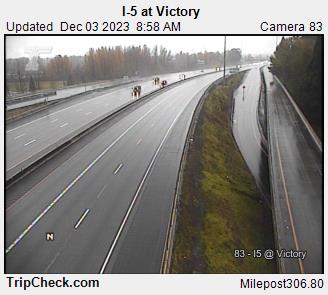 I-5 at Victory
Updated Dec 03 2023 8:58 AM
Camera 83
N
83 - I5 @ Victory
TripCheck.com
Milepost306.80